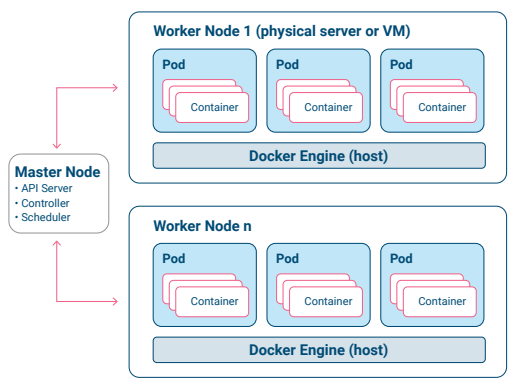 Worker Node 1 (physical server or VM)
Pod
Pod
Pod
Container
Container
Container
Docker Engine (host)
Master Node
• API Server
• Controller
• Scheduler
Worker Node n
Pod
Pod
Pod
Container
Container
Container
Docker Engine (host)